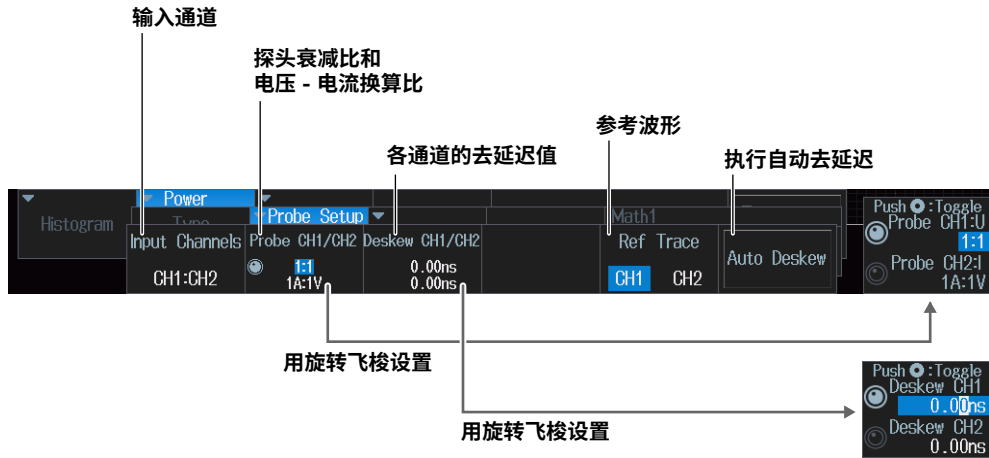 输入通道
探头衰减比和
电压 - 电流换算比
参考波形
各通道的去延迟值
执行自动去延迟
Power
Histogram
Type
Probe Setup
Math1
Input Channels
CH1:CH2
Probe CH1/CH2
1:1
1A:1V
Deskew CH1/CH2
0.00ns
0.00ns
Ref Trace
CH1 CH2
Auto Deskew
Push :Toggle
Probe CH1:U
1:1
Probe CH2:I
1A:1V
用旋转飞梭设置
用旋转飞梭设置
Push :Toggle
Deskew CH1
0.00ns
Deskew CH2
0.00ns